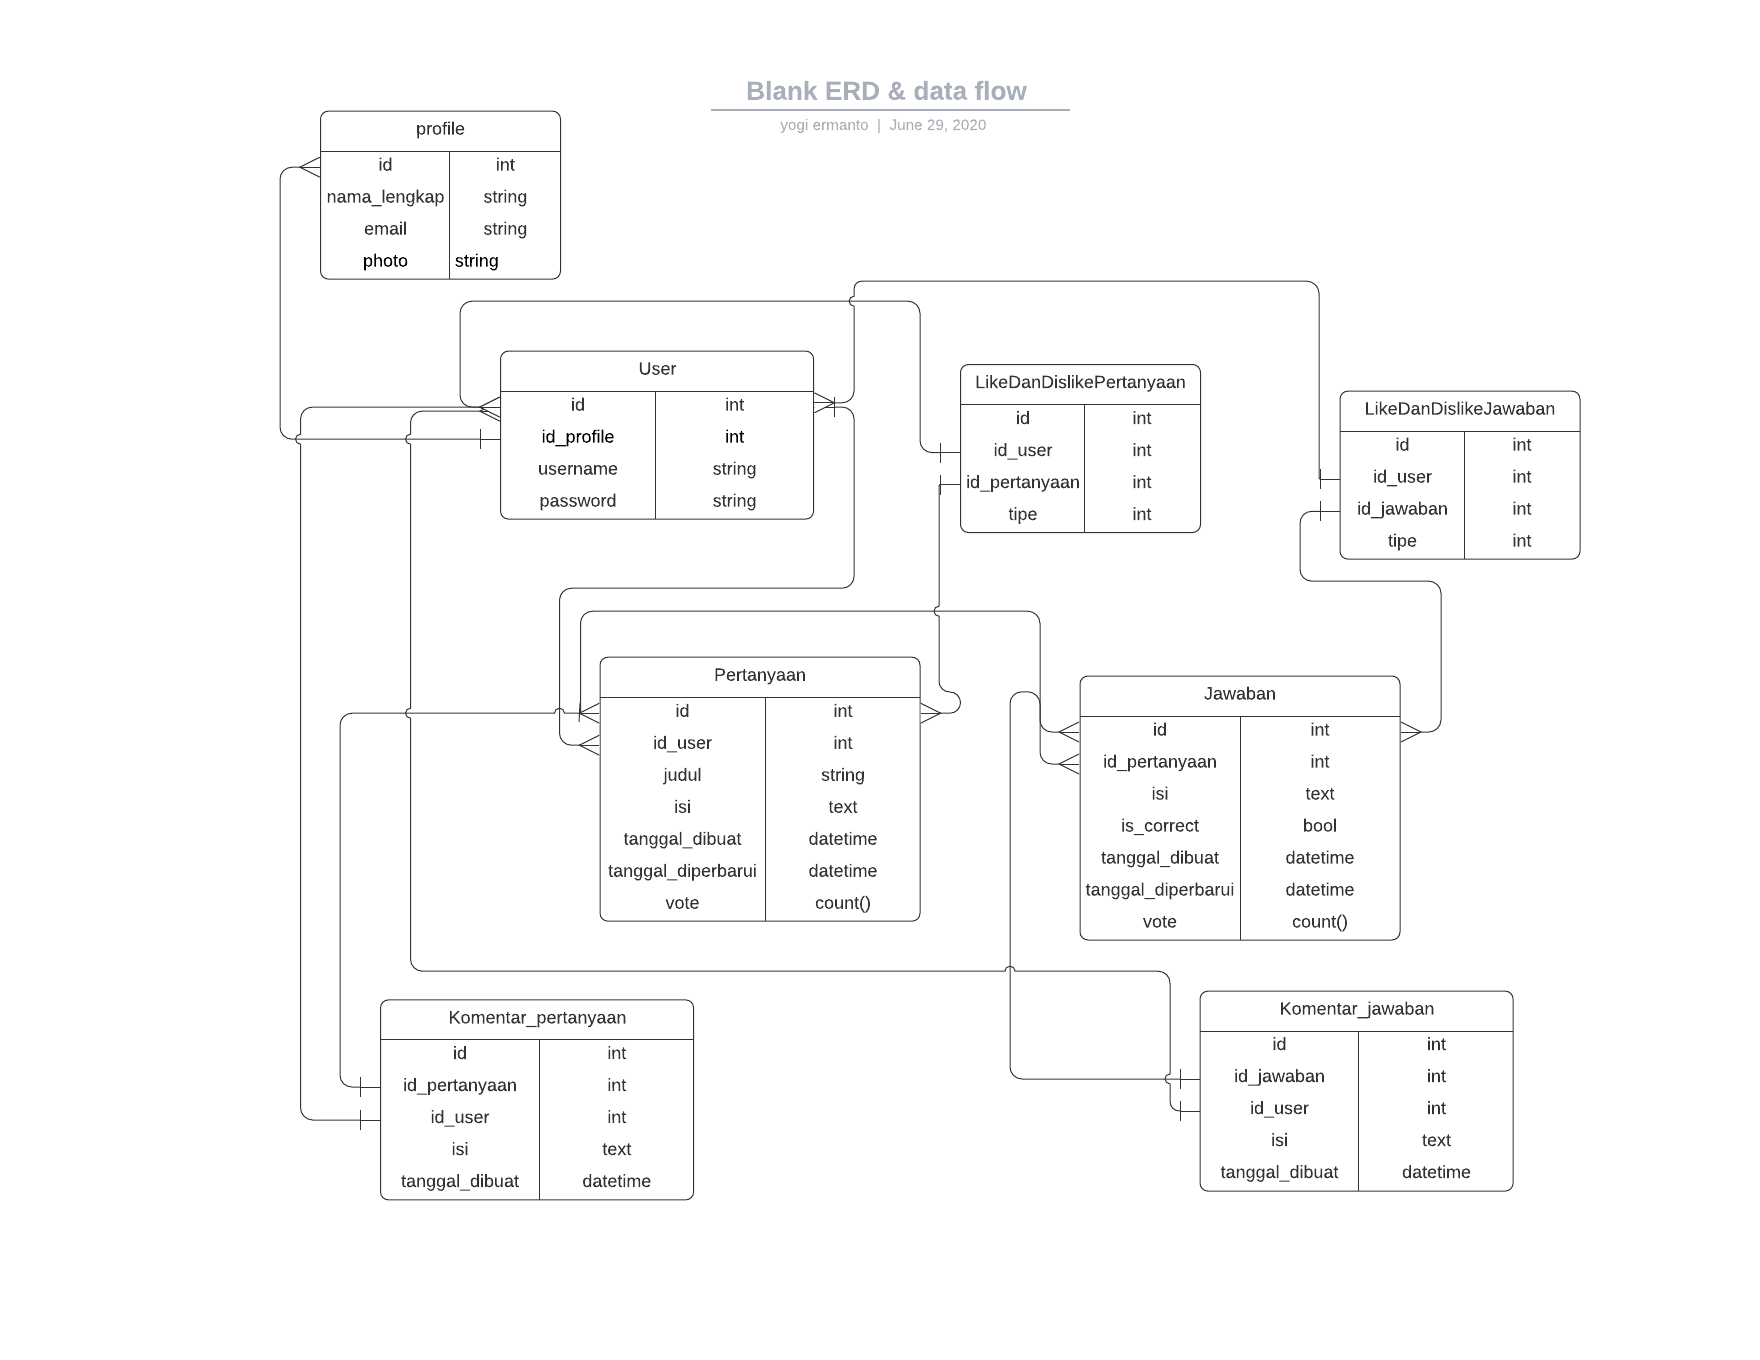 Blank ERD & data flow
yogi ermanto | June 29, 2020
profile
id int
nama_lengkap string
email string
photo string
User
id int
id_profile int
username string
password string
LikeDanDislikePertanyaan
id int
id_user int
id_pertanyaan int
tipe int
LikeDanDislikeJawaban
id int
id_user int
id_jawaban int
tipe int
Pertanyaan
id int
id_user int
judul string
isi text
tanggal_dibuat datetime
tanggal_diperbarui datetime
vote count()
Jawaban
id int
id_pertanyaan int
isi text
is_correct bool
tanggal_dibuat datetime
tanggal_diperbarui datetime
vote count()
Komentar_pertanyaan
id int
id_pertanyaan int
id_user int
isi text
tanggal_dibuat datetime
Komentar_jawaban
id int
id_jawaban int
id_user int
isi text
tanggal_dibuat datetime